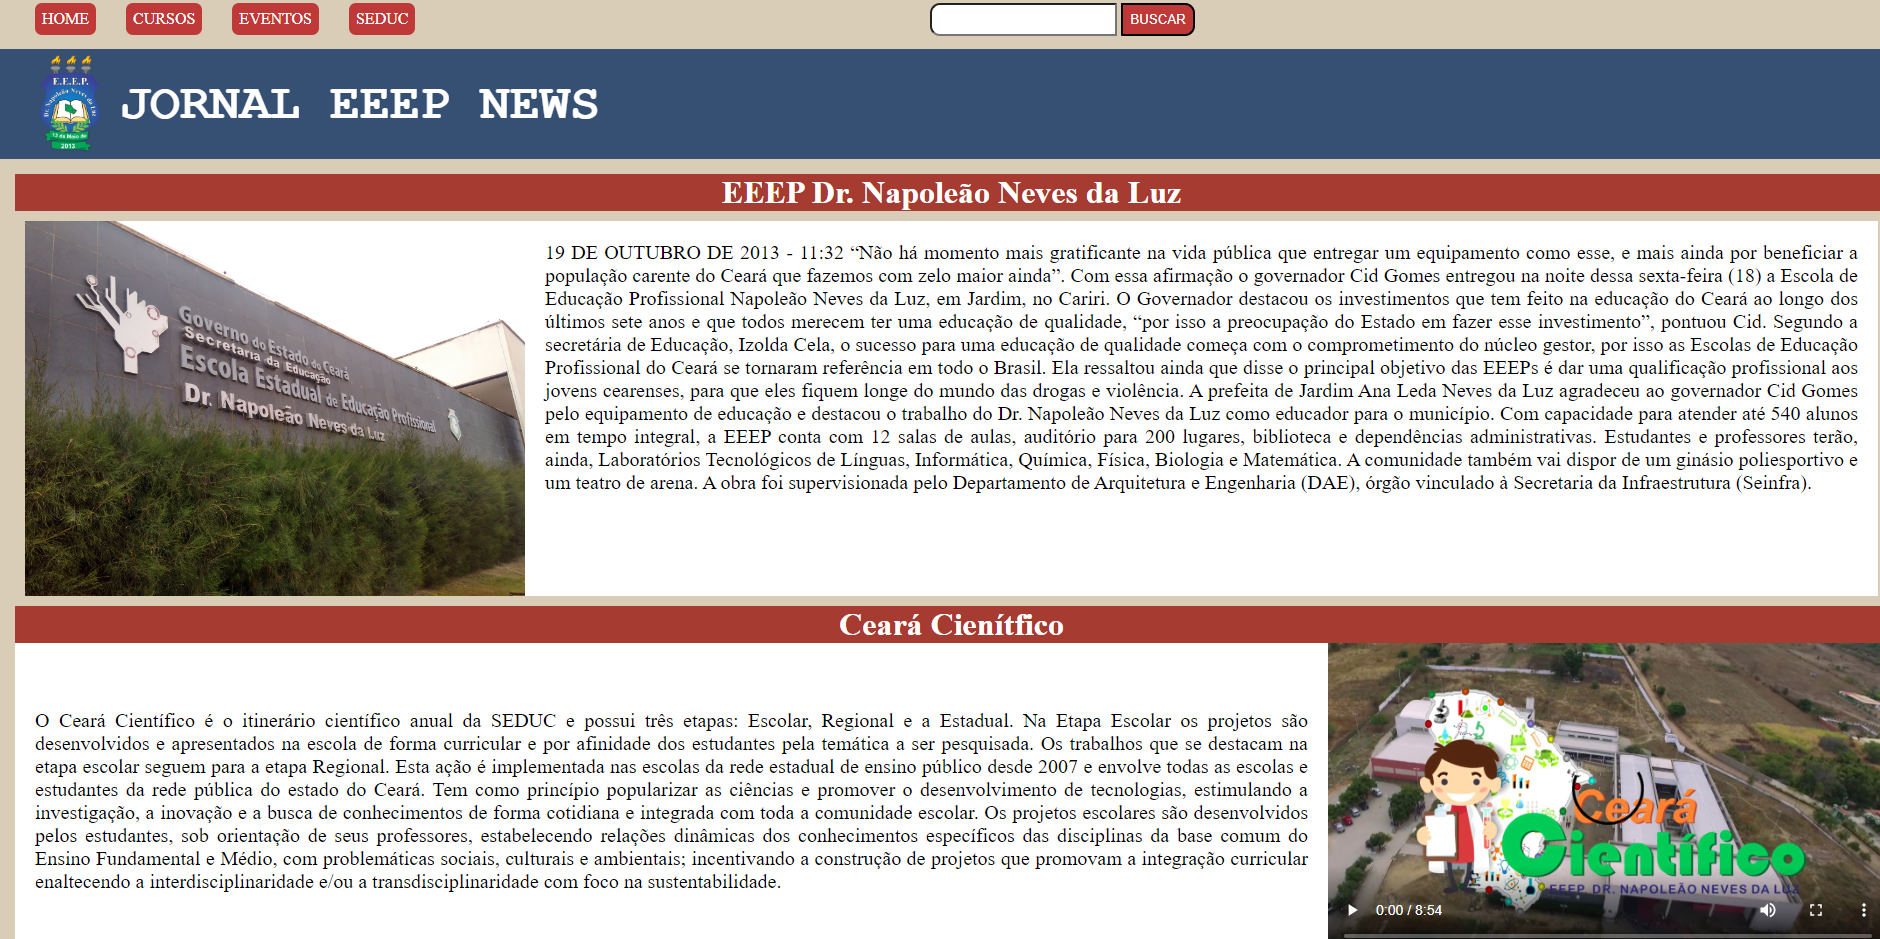 HOME CURSOS EVENTOS SEDUC BUSCAR
E.E.E.P.
Dr. Napoleão Neves da Luz
13 de Maio de
2013
JORNAL EEEP NEWS
EEEP Dr. Napoleão Neves da Luz
Governo do Estado do Ceará
Secretaria da Educação
Escola Estadual de Educação Profissional
Dr. Napoleão Neves da Luz
19 DE OUTUBRO DE 2013 - 11:32 “Não há momento mais gratificante na vida pública que entregar um equipamento como esse, e mais ainda por beneficiar a
população carente do Ceará que fazemos com zelo maior ainda”. Com essa afirmação o governador Cid Gomes entregou na noite dessa sexta-feira (18) a Escola de
Educação Profissional Napoleão Neves da Luz, em Jardim, no Cariri. O Governador destacou os investimentos que tem feito na educação do Ceará ao longo dos
últimos sete anos e que todos merecem ter uma educação de qualidade, “por isso a preocupação do Estado em fazer esse investimento”, pontuou Cid. Segundo a
secretária de Educação, Izolda Cela, o sucesso para uma educação de qualidade começa com o comprometimento do núcleo gestor, por isso as Escolas de Educação
Profissional do Ceará se tornaram referência em todo o Brasil. Ela ressaltou ainda que disse o principal objetivo das EEEPs é dar uma qualificação profissional aos
jovens cearenses, para que eles fiquem longe do mundo das drogas e violência. A prefeita de Jardim Ana Leda Neves da Luz agradeceu ao governador Cid Gomes
pelo equipamento de educação e destacou o trabalho do Dr. Napoleão Neves da Luz como educador para o município. Com capacidade para atender até 540 alunos
em tempo integral, a EEEP conta com 12 salas de aulas, auditório para 200 lugares, biblioteca e dependências administrativas. Estudantes e professores terão,
ainda, Laboratórios Tecnológicos de Línguas, Informática, Química, Física, Biologia e Matemática. A comunidade também vai dispor de um ginásio poliesportivo e
um teatro de arena. A obra foi supervisionada pelo Departamento de Arquitetura e Engenharia (DAE), órgão vinculado à Secretaria da Infraestrutura (Seinfra).
Ceará Cienítfico
O Ceará Científico é o itinerário científico anual da SEDUC e possui três etapas: Escolar, Regional e a Estadual. Na Etapa Escolar os projetos são
desenvolvidos e apresentados na escola de forma curricular e por afinidade dos estudantes pela temática a ser pesquisada. Os trabalhos que se destacam na
etapa escolar seguem para a etapa Regional. Esta ação é implementada nas escolas da rede estadual de ensino público desde 2007 e envolve todas as escolas e
estudantes da rede pública do estado do Ceará. Tem como princípio popularizar as ciências e promover o desenvolvimento de tecnologias, estimulando a
investigação, a inovação e a busca de conhecimentos de forma cotidiana e integrada com toda a comunidade escolar. Os projetos escolares são desenvolvidos
pelos estudantes, sob orientação de seus professores, estabelecendo relações dinâmicas dos conhecimentos específicos das disciplinas da base comum do
Ensino Fundamental e Médio, com problemáticas sociais, culturais e ambientais; incentivando a construção de projetos que promovam a integração curricular
enaltecendo a interdisciplinaridade e/ou a transdisciplinaridade com foco na sustentabilidade.
Ceará
Científico
EEEP. DR. NAPOLEÃO NEVES DA LUZ
0:00 / 8:54